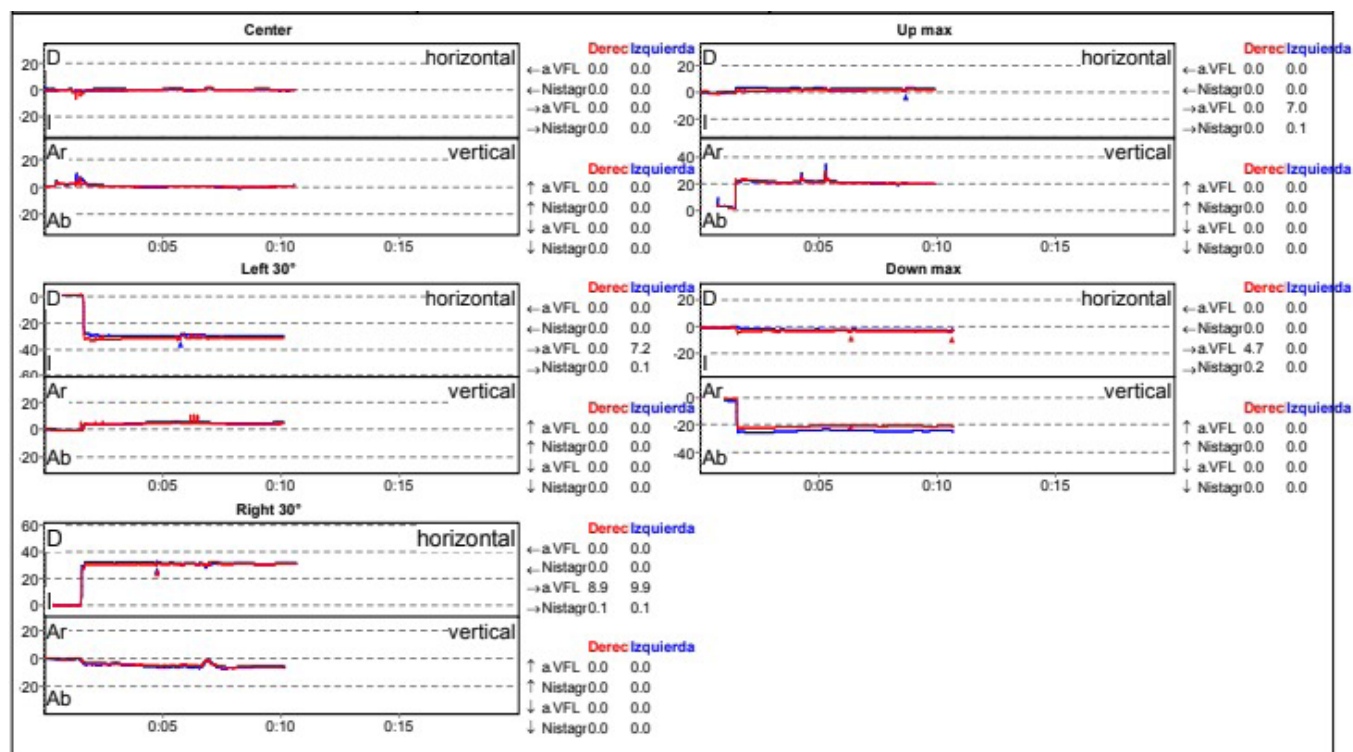 Center
D horizontal
20
0
-20
I
Derec Izquierda
←a.VFL 0.0 0.0
←Nistagr0.0 0.0
→a.VFL 0.0 0.0
→Nistagr0.0 0.0
Ar vertical
20
0
-20
Ab
Derec Izquierda
↑ a.VFL 0.0 0.0
↑ Nistagr0.0 0.0
↓ a.VFL 0.0 0.0
↓ Nistagr0.0 0.0
0:05 0:10 0:15
Up max
D horizontal
20
0
-20
I
Derec Izquierda
←a.VFL 0.0 0.0
←Nistagr0.0 0.0
→a.VFL 0.0 7.0
→Nistagr0.0 0.1
Ar vertical
40
20
0
Ab
Derec Izquierda
↑ a.VFL 0.0 0.0
↑ Nistagr0.0 0.0
↓ a.VFL 0.0 0.0
↓ Nistagr0.0 0.0
0:05 0:10 0:15
Left 30°
D horizontal
0
-20
-40
-60
I
Derec Izquierda
←a.VFL 0.0 0.0
←Nistagr0.0 0.0
→a.VFL 0.0 7.2
→Nistagr0.0 0.1
Ar vertical
20
0
-20
Ab
Derec Izquierda
↑ a.VFL 0.0 0.0
↑ Nistagr0.0 0.0
↓ a.VFL 0.0 0.0
↓ Nistagr0.0 0.0
0:05 0:10 0:15
Down max
D horizontal
20
0
-20
I
Derec Izquierda
←a.VFL 0.0 0.0
←Nistagr0.0 0.0
→a.VFL 4.7 0.0
→Nistagr0.2 0.0
Ar vertical
0
-20
-40
Ab
Derec Izquierda
↑ a.VFL 0.0 0.0
↑ Nistagr0.0 0.0
↓ a.VFL 0.0 0.0
↓ Nistagr0.0 0.0
0:05 0:10 0:15
Right 30°
D horizontal
60
40
20
0
I
Derec Izquierda
←a.VFL 0.0 0.0
←Nistagr0.0 0.0
→a.VFL 8.9 9.9
→Nistagr0.1 0.1
Ar vertical
20
0
-20
Ab
Derec Izquierda
↑ a.VFL 0.0 0.0
↑ Nistagr0.0 0.0
↓ a.VFL 0.0 0.0
↓ Nistagr0.0 0.0
0:05 0:10 0:15